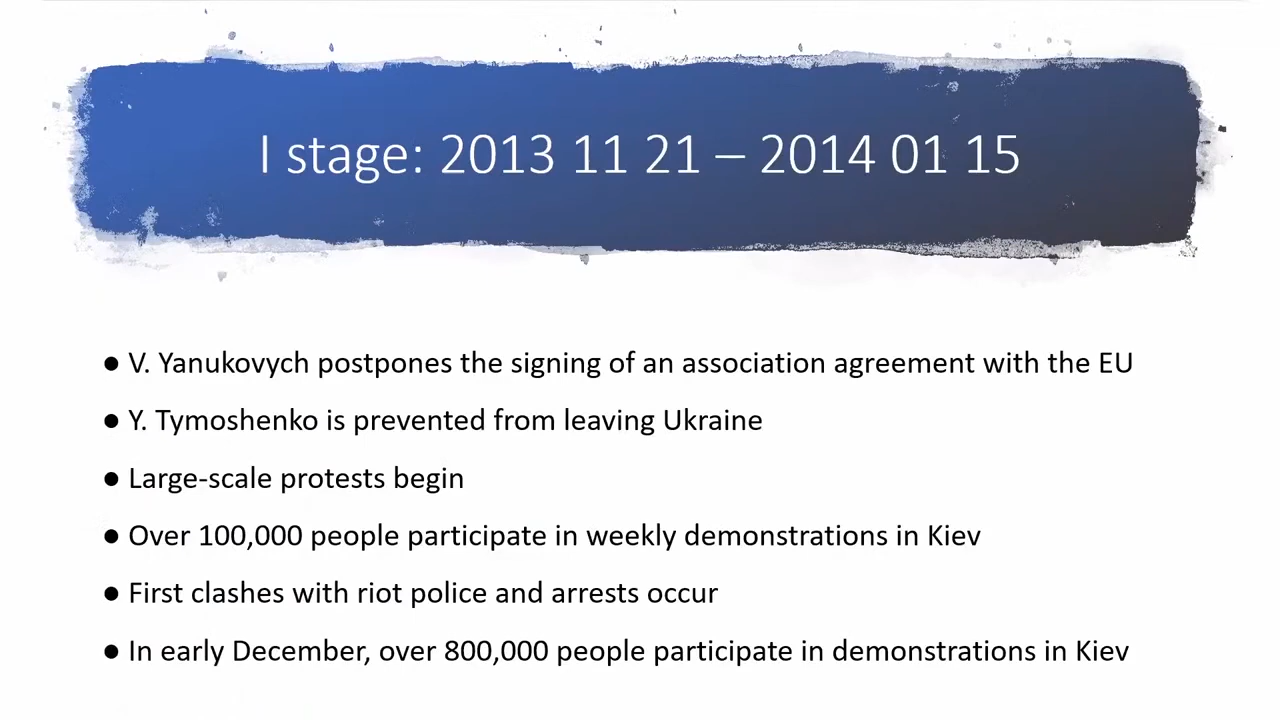 I stage: 2013 11 21 – 2014 01 15
● V. Yanukovych postpones the signing of an association agreement with the EU
● Y. Tymoshenko is prevented from leaving Ukraine
● Large-scale protests begin
● Over 100,000 people participate in weekly demonstrations in Kiev
● First clashes with riot police and arrests occur
● In early December, over 800,000 people participate in demonstrations in Kiev